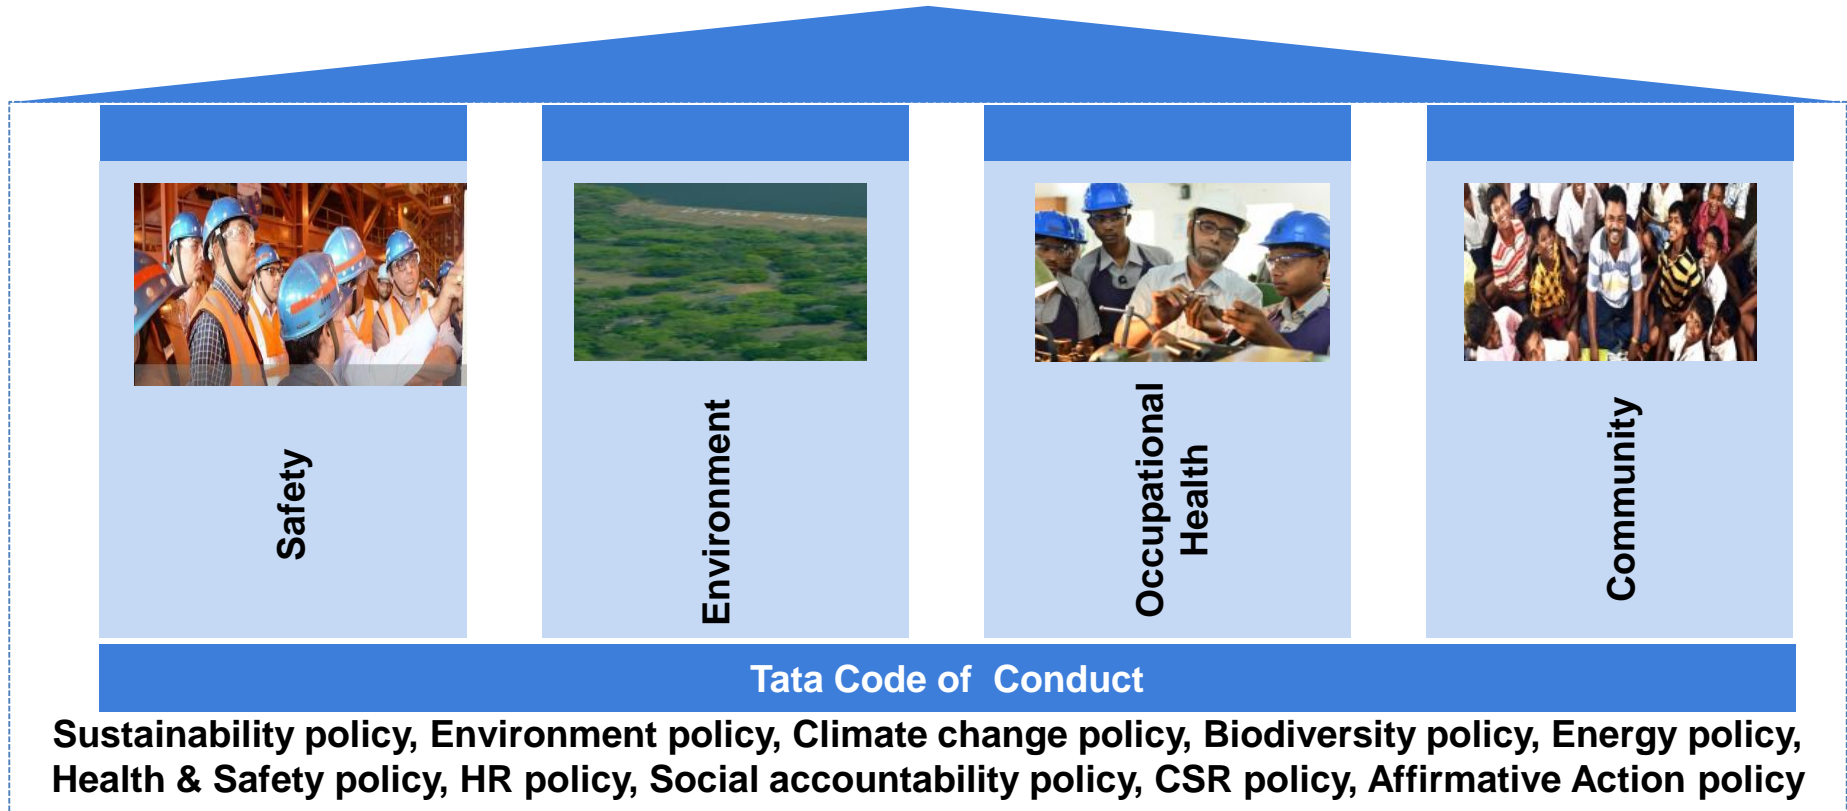 Safety
Environment
Occupational
Health
Community
Tata Code of  Conduct
Sustainability policy, Environment policy, Climate change policy, Biodiversity policy, Energy policy,
Health & Safety policy, HR policy, Social accountability policy, CSR policy, Affirmative Action policy